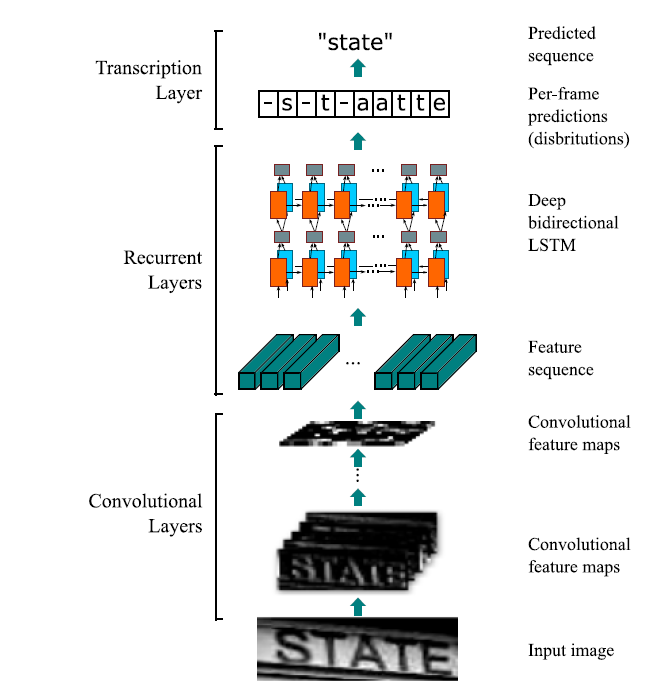 "state"
Predicted
sequence
Transcription
Layer
-s-t-aatte
Per-frame
predictions
(disbritutions)
...
Deep
bidirectional
LSTM
...
Recurrent
Layers
...
...
Feature
sequence
Convolutional
feature maps
Convolutional
Layers
STATE
Convolutional
feature maps
STATE
Input image